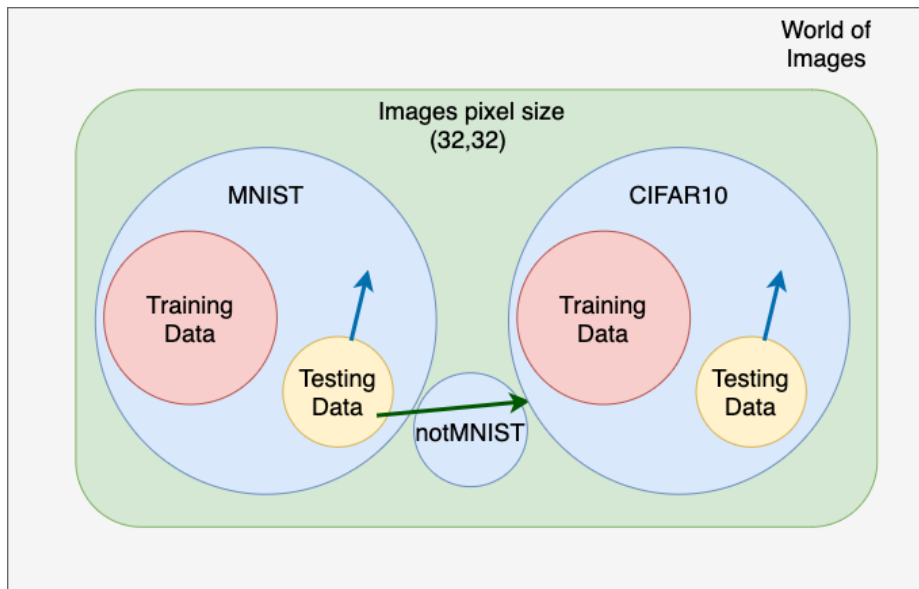 World of
Images
Images pixel size
(32,32)
MNIST
CIFAR10
Training
Data
Training
Data
Testing
Data
Testing
Data
notMNIST